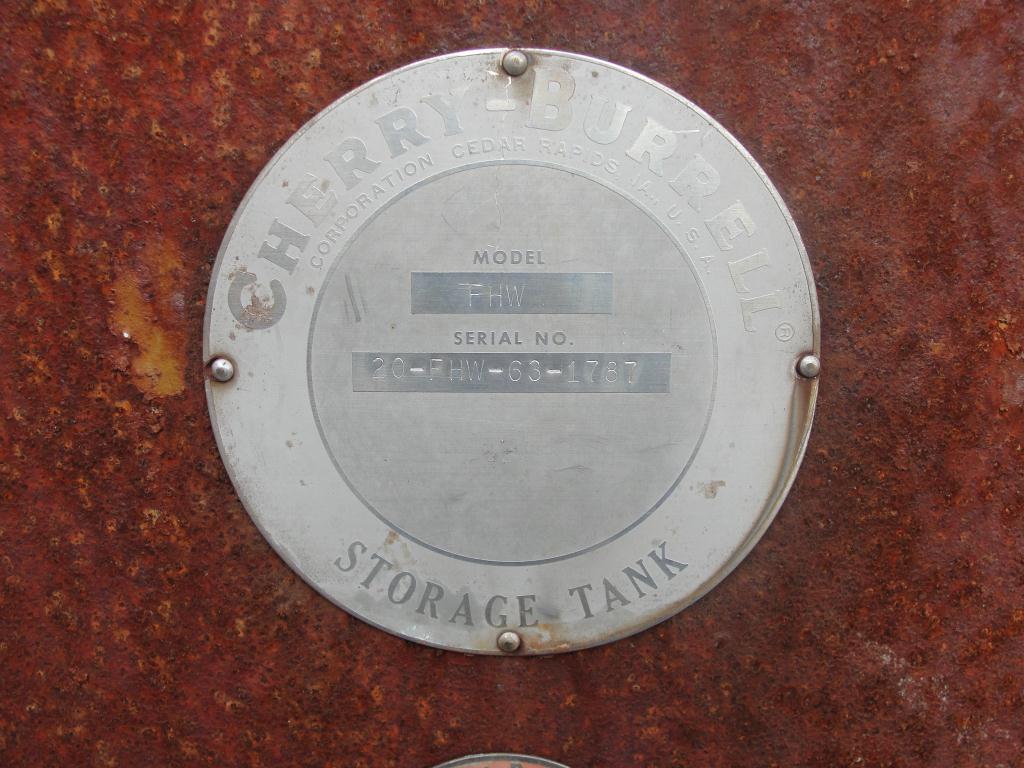 CHERRY-BURRELL®
CORPORATION CEDAR RAPIDS, IA., U.S.A.
MODEL
FHW
SERIAL NO.
20-FHW-63-1787
STORAGE TANK